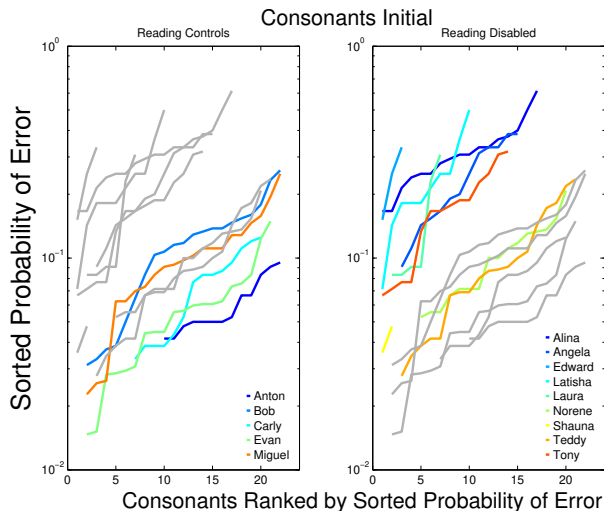 Consonants Initial
Reading Controls
Reading Disabled
Sorted Probability of Error
10^0
10^-1
10^-2
0 5 10 15 20
Anton
Bob
Carly
Evan
Miguel
10^0
10^-1
10^-2
0 5 10 15 20
Alina
Angela
Edward
Latisha
Laura
Norene
Shauna
Teddy
Tony
Consonants Ranked by Sorted Probability of Error